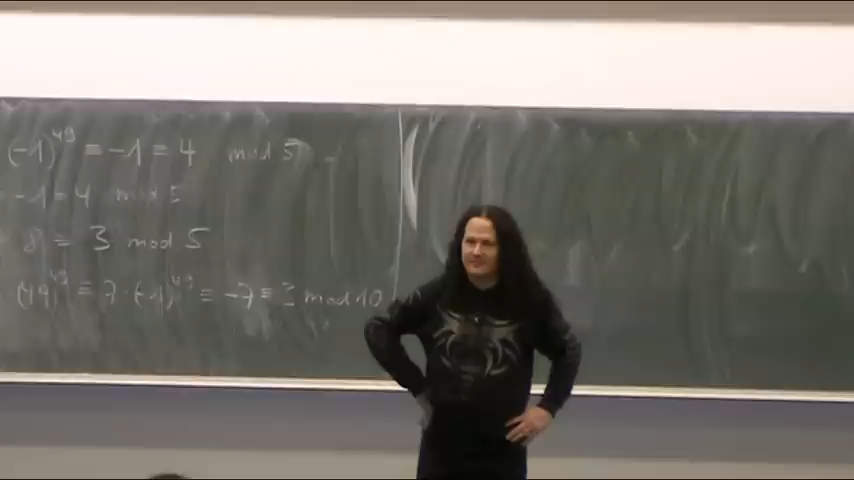 (-1)^49 ≡ -1 ≡ 4 mod 5
-1 ≡ 4 mod 5
8 ≡ 3 mod 5
(49)^49 ≡ 7·(-1)^49 ≡ -7 ≡ 3 mod 10